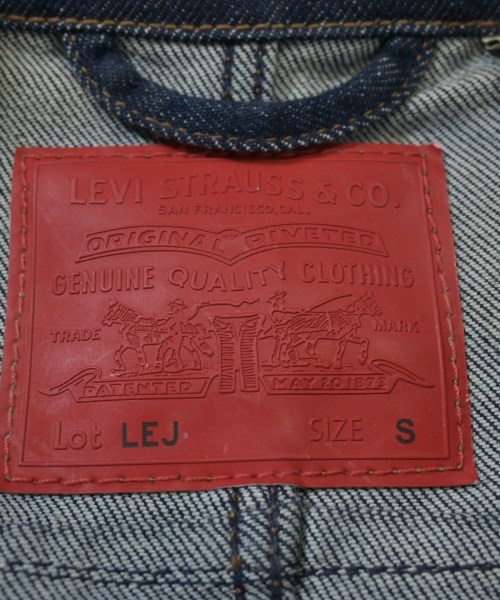 LEVI STRAUSS & CO.
SAN FRANCISCO, CAL.
ORIGINAL RIVETED
GENUINE QUALITY CLOTHING
TRADE MARK
PATENTED MAY 20 1873
Lot LEJ SIZE S